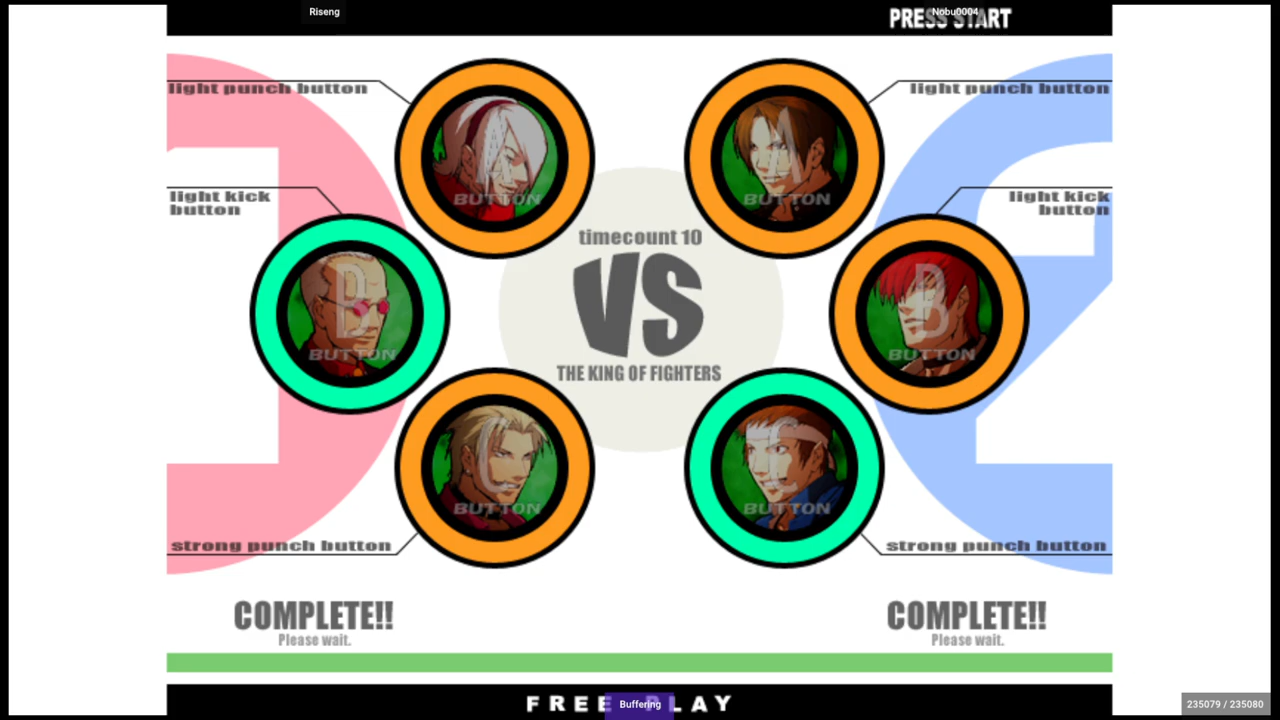 Riseng
Nobu0004
PRESS START
light punch button
light punch button
A
BUTTON
A
BUTTON
light kick
button
light kick
button
timecount 10
VS
THE KING OF FIGHTERS
B
BUTTON
B
BUTTON
C
BUTTON
C
BUTTON
strong punch button
strong punch button
COMPLETE!!
Please wait.
COMPLETE!!
Please wait.
FREE PLAY
Buffering
235079 / 235080